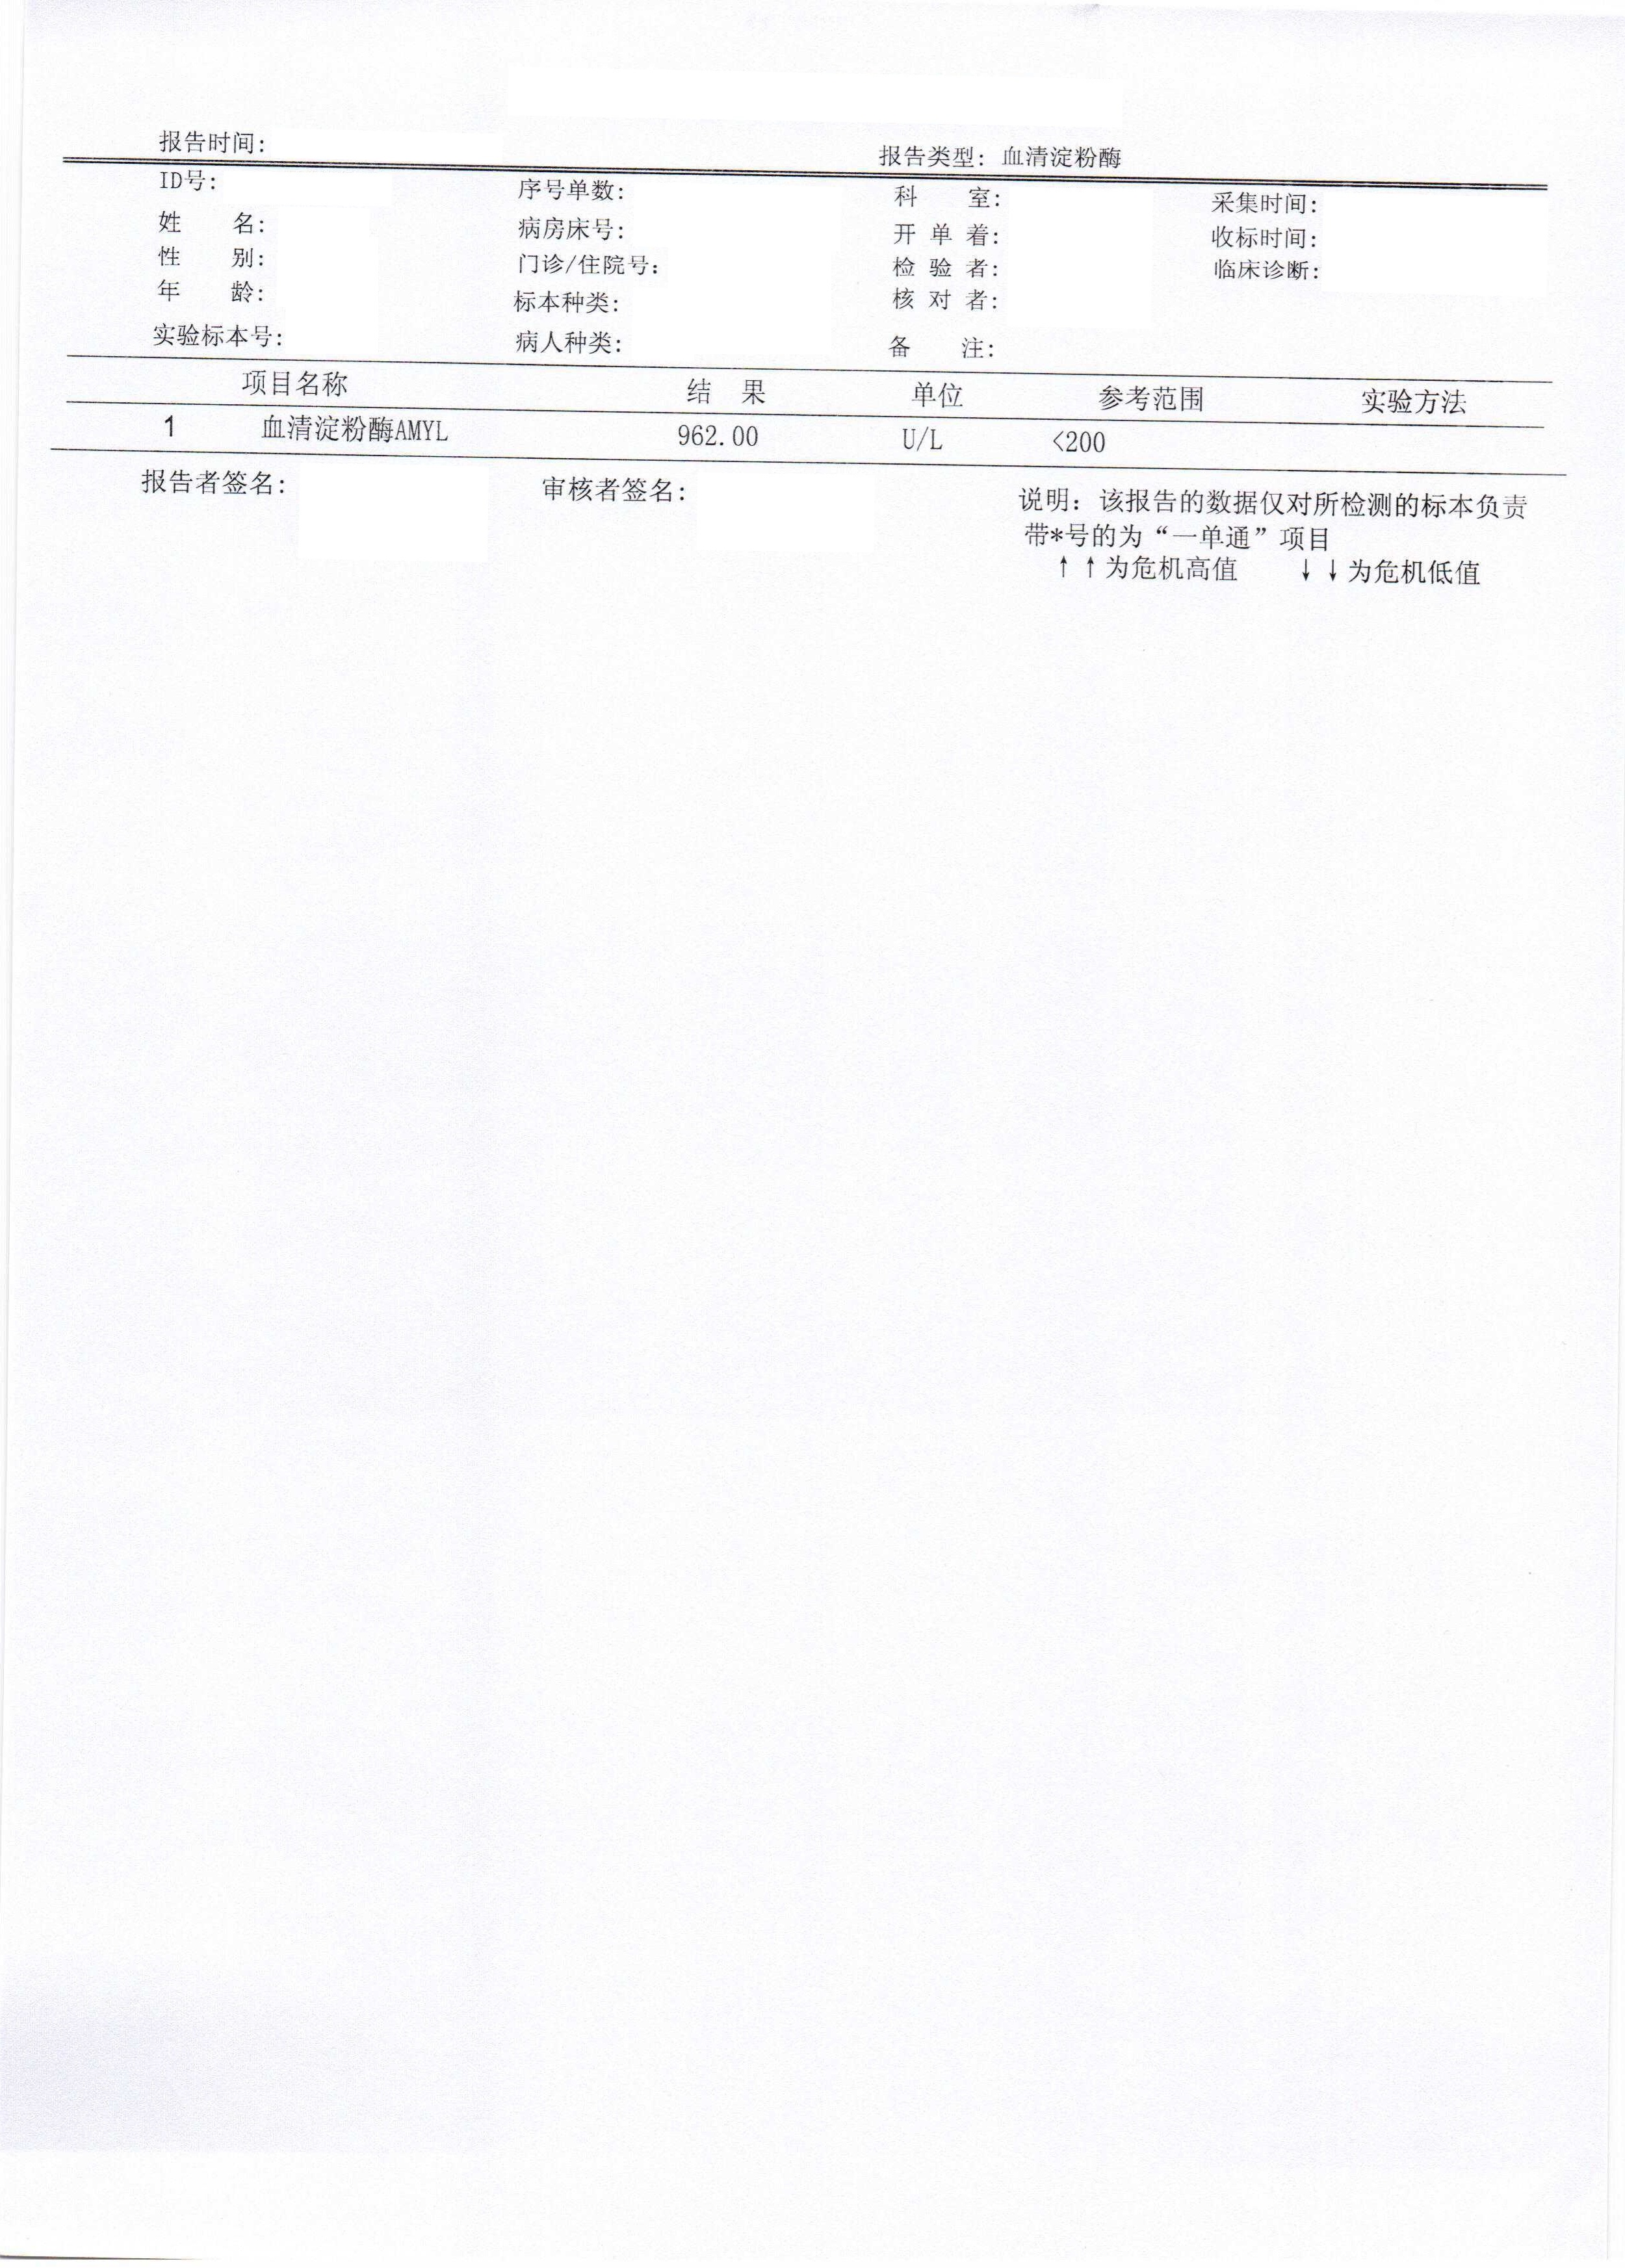 报告时间:
报告类型: 血清淀粉酶
ID号: 序号单数: 科 室: 采集时间:
姓 名: 病房床号: 开 单 着: 收标时间:
性 别: 门诊/住院号: 检 验 者: 临床诊断:
年 龄: 标本种类: 核 对 者:
实验标本号: 病人种类: 备 注:
项目名称 结 果 单位 参考范围 实验方法
1 血清淀粉酶AMYL 962.00 U/L <200
报告者签名: 审核者签名: 说明: 该报告的数据仅对所检测的标本负责
带*号的为“一单通”项目
↑↑为危机高值 ↓↓为危机低值